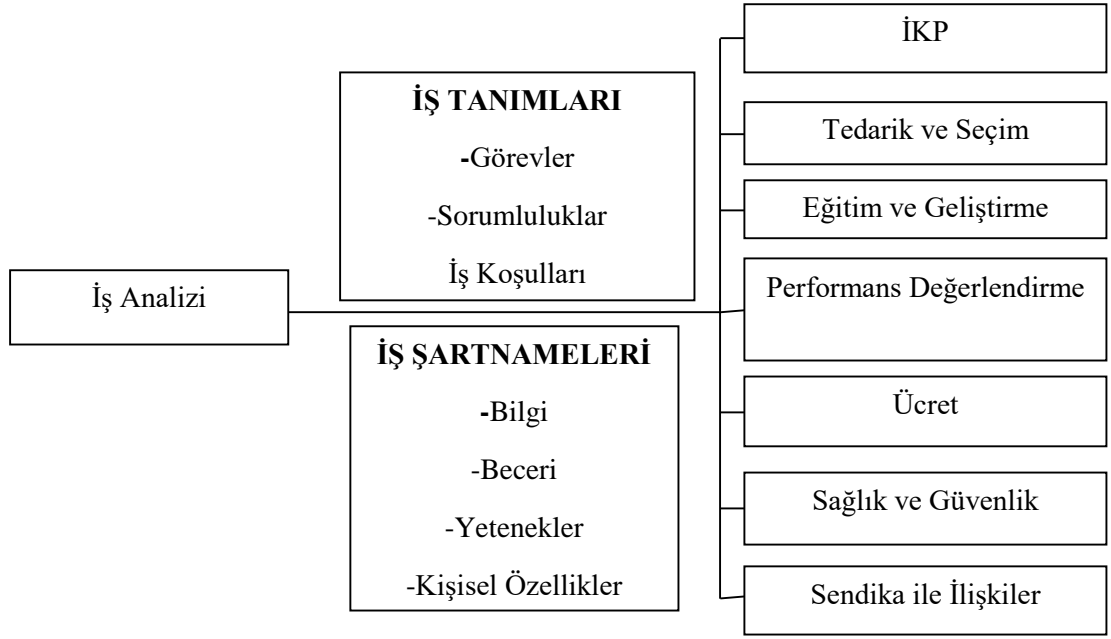 İş Analizi
İŞ TANIMLARI
-Görevler
-Sorumluluklar
İş Koşulları
İŞ ŞARTNAMELERİ
-Bilgi
-Beceri
-Yetenekler
-Kişisel Özellikler
İKP
Tedarik ve Seçim
Eğitim ve Geliştirme
Performans Değerlendirme
Ücret
Sağlık ve Güvenlik
Sendika ile İlişkiler